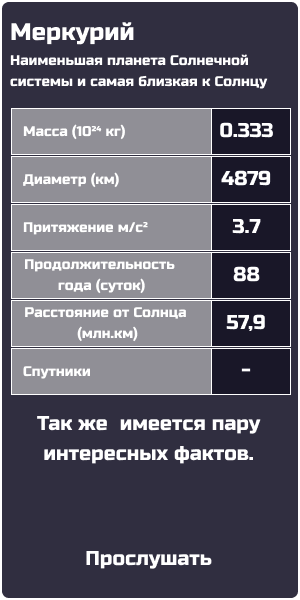 Меркурий
Наименьшая планета Солнечной
системы и самая близкая к Солнцу
Масса (10²⁴ кг) 0.333
Диаметр (км) 4879
Притяжение м/с² 3.7
Продолжительность
года (суток) 88
Расстояние от Солнца
(млн.км) 57,9
Спутники -
Так же имеется пару
интересных фактов.
Прослушать